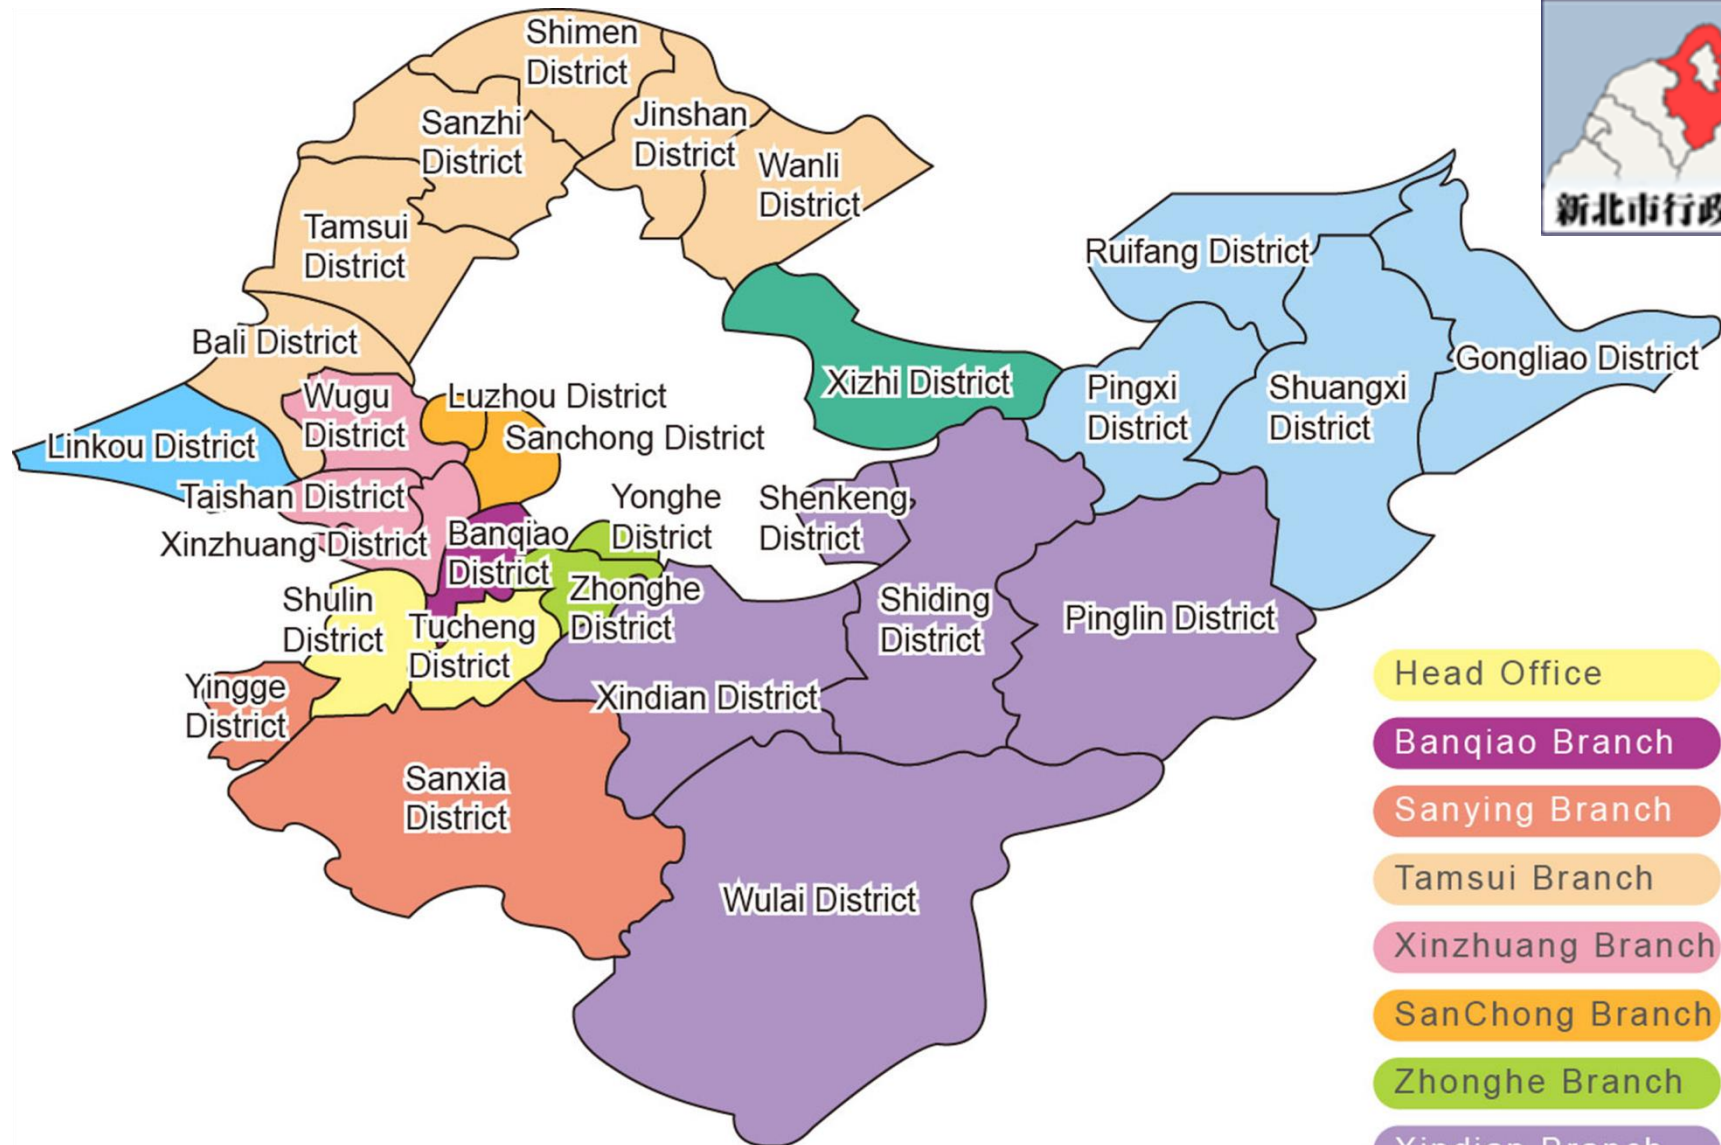 Shimen
District
Sanzhi
District
Jinshan
District
Wanli
District
Tamsui
District
新北市行政
Ruifang District
Bali District
Gongliao District
Wugu
District
Luzhou District
Sanchong District
Xizhi District
Pingxi
District
Shuangxi
District
Linkou District
Taishan District
Xinzhuang District
Banqiao
District
Yonghe
District
Shenkeng
District
Shulin
District
Tucheng
District
Zhonghe
District
Shiding
District
Pinglin District
Yingge
District
Xindian District
Sanxia
District
Wulai District
Head Office
Banqiao Branch
Sanying Branch
Tamsui Branch
Xinzhuang Branch
SanChong Branch
Zhonghe Branch
Xindian Branch